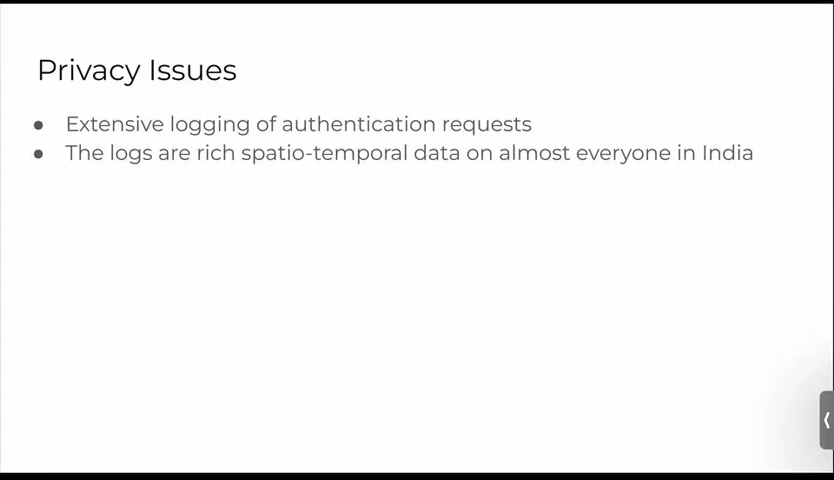 Privacy Issues
● Extensive logging of authentication requests
● The logs are rich spatio-temporal data on almost everyone in India